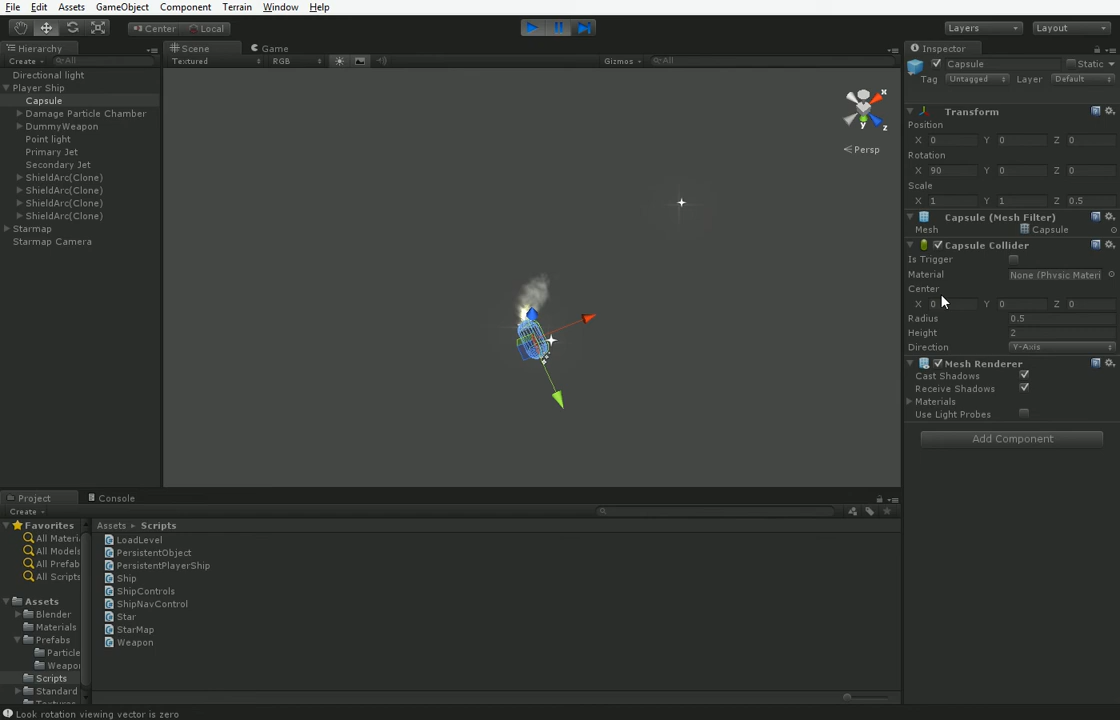 File Edit Assets GameObject Component Terrain Window Help
Center Local Layers Layout
Hierarchy Scene Game Inspector
Create All Textured RGB Gizmos All Capsule Static
Tag Untagged Layer Default
Directional light
Player Ship
Capsule
Damage Particle Chamber
DummyWeapon
Point light
Primary Jet
Secondary Jet
ShieldArc(Clone)
ShieldArc(Clone)
ShieldArc(Clone)
ShieldArc(Clone)
Starmap
Starmap Camera
x
y
z
Persp
Transform
Position
X 0 Y 0 Z 0
Rotation
X 90 Y 0 Z 0
Scale
X 1 Y 1 Z 0.5
Capsule (Mesh Filter)
Mesh Capsule
Capsule Collider
Is Trigger
Material None (Physic Materi
Center
X 0 Y 0 Z 0
Radius 0.5
Height 2
Direction Y-Axis
Mesh Renderer
Cast Shadows
Receive Shadows
Materials
Use Light Probes
Add Component
Project Console
Create
Favorites
All Materi
All Models
All Prefab
All Scripts
Assets
Blender
Materials
Prefabs
Particle
Weapo
Scripts
Standard
Assets Scripts
LoadLevel
PersistentObject
PersistentPlayerShip
Ship
ShipControls
ShipNavControl
Star
StarMap
Weapon
Look rotation viewing vector is zero